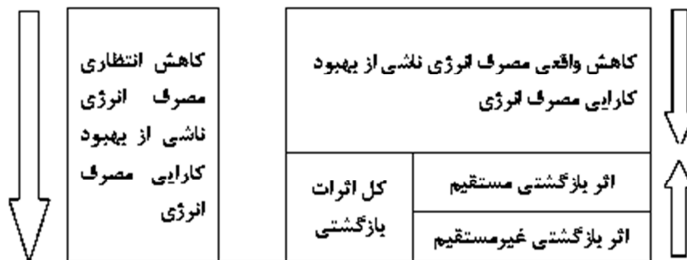 کاهش واقعی مصرف انرژی ناشی از بهبود
کارایی مصرف انرژی
اثر بازگشتی مستقیم
اثر بازگشتی غیرمستقیم
کل اثرات
بازگشتی
کاهش انتظاری
مصرف انرژی
ناشی از بهبود
کارایی مصرف
انرژی